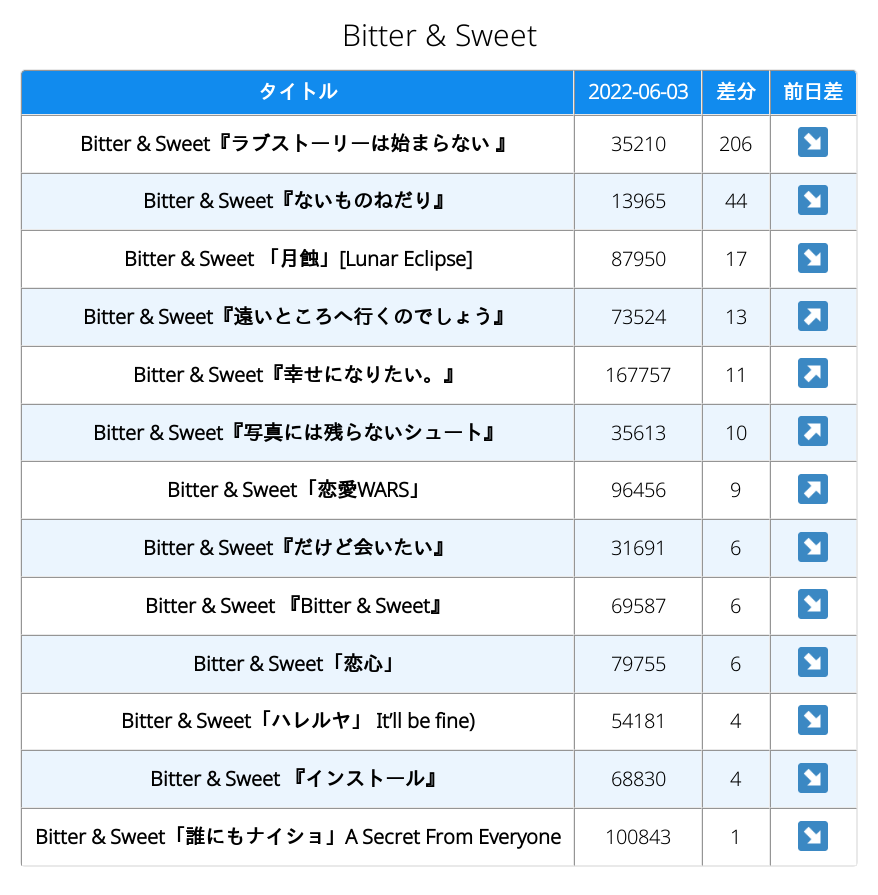 Bitter & Sweet
タイトル 2022-06-03 差分 前日差
Bitter & Sweet『ラブストーリーは始まらない 』 35210 206 ↘
Bitter & Sweet『ないものねだり』 13965 44 ↘
Bitter & Sweet 「月蝕」[Lunar Eclipse] 87950 17 ↘
Bitter & Sweet『遠いところへ行くのでしょう』 73524 13 ↗
Bitter & Sweet『幸せになりたい。』 167757 11 ↗
Bitter & Sweet『写真には残らないシュート』 35613 10 ↗
Bitter & Sweet「恋愛WARS」 96456 9 ↗
Bitter & Sweet『だけど会いたい』 31691 6 ↘
Bitter & Sweet 『Bitter & Sweet』 69587 6 ↘
Bitter & Sweet「恋心」 79755 6 ↘
Bitter & Sweet「ハレルヤ」 It’ll be fine) 54181 4 ↘
Bitter & Sweet 『インストール』 68830 4 ↘
Bitter & Sweet「誰にもナイショ」A Secret From Everyone 100843 1 ↘